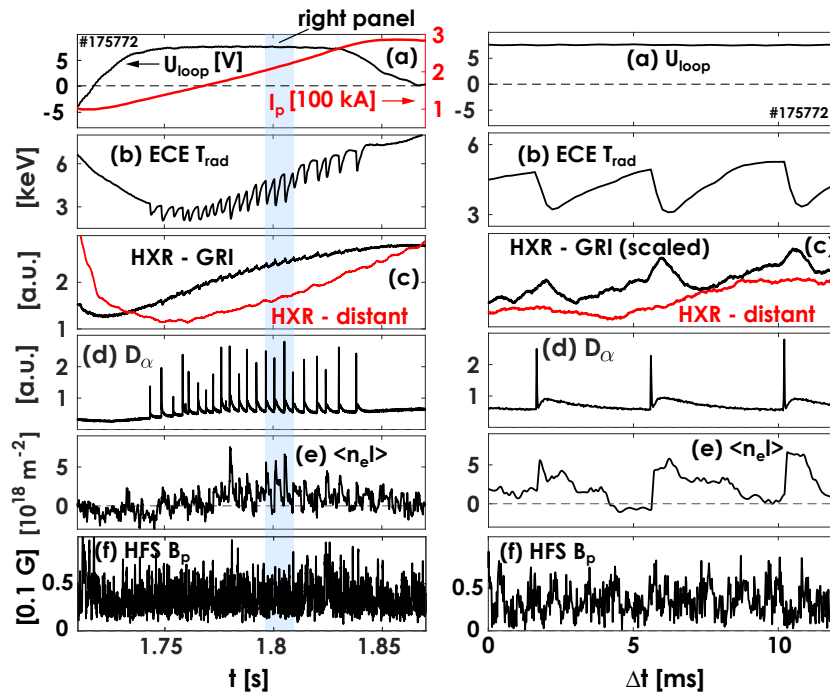 right panel
#175772
(a)
U_loop [V]
I_p [100 kA]
5
0
-5
3
2
1
(a) U_loop
#175772
5
0
-5
[keV]
(b) ECE T_rad
6
3
(b) ECE T_rad
6
3
[a.u.]
HXR - GRI
(c)
HXR - distant
2
1
HXR - GRI (scaled)
(c)
HXR - distant
[a.u.]
(d) D_α
2
1
(d) D_α
2
1
[10^18 m^-2]
(e) <n_e l>
5
0
(e) <n_e l>
5
0
[0.1 G]
(f) HFS B_p
0.5
0
(f) HFS B_p
0.5
0
1.75
1.8
1.85
t [s]
0
5
10
Δt [ms]